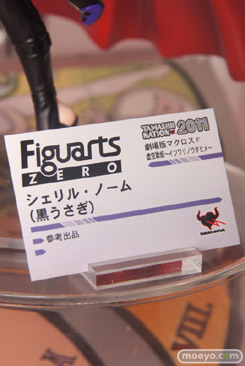 Figuarts
ZERO
TAMASHII NATION 2011
劇場版マクロスF
虚空歌姫~イツワリノウタヒメ~
シェリル・ノーム
(黒うさぎ)
参考出品
VIII.
moeyo.com